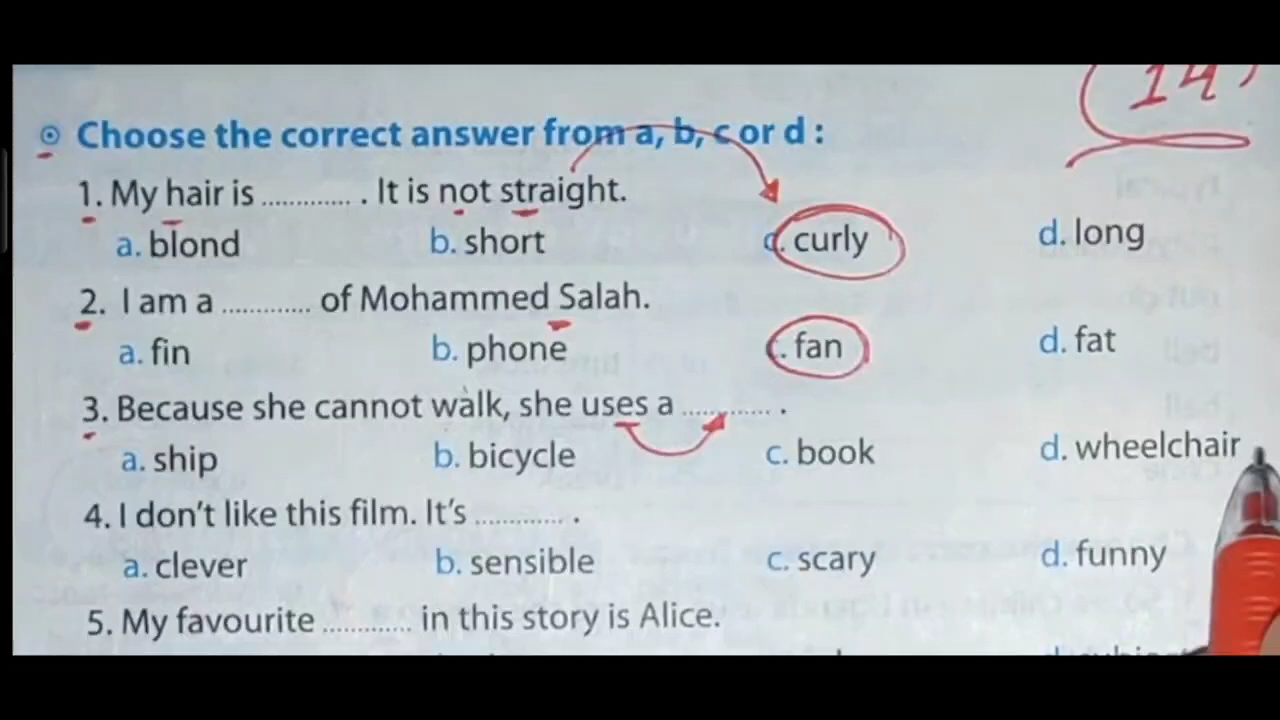 14
Choose the correct answer from a, b, c or d :
1. My hair is ............. . It is not straight.
a. blond b. short c. curly d. long
2. I am a ............. of Mohammed Salah.
a. fin b. phone c. fan d. fat
3. Because she cannot walk, she uses a ............. .
a. ship b. bicycle c. book d. wheelchair
4. I don't like this film. It's ............. .
a. clever b. sensible c. scary d. funny
5. My favourite ............. in this story is Alice.